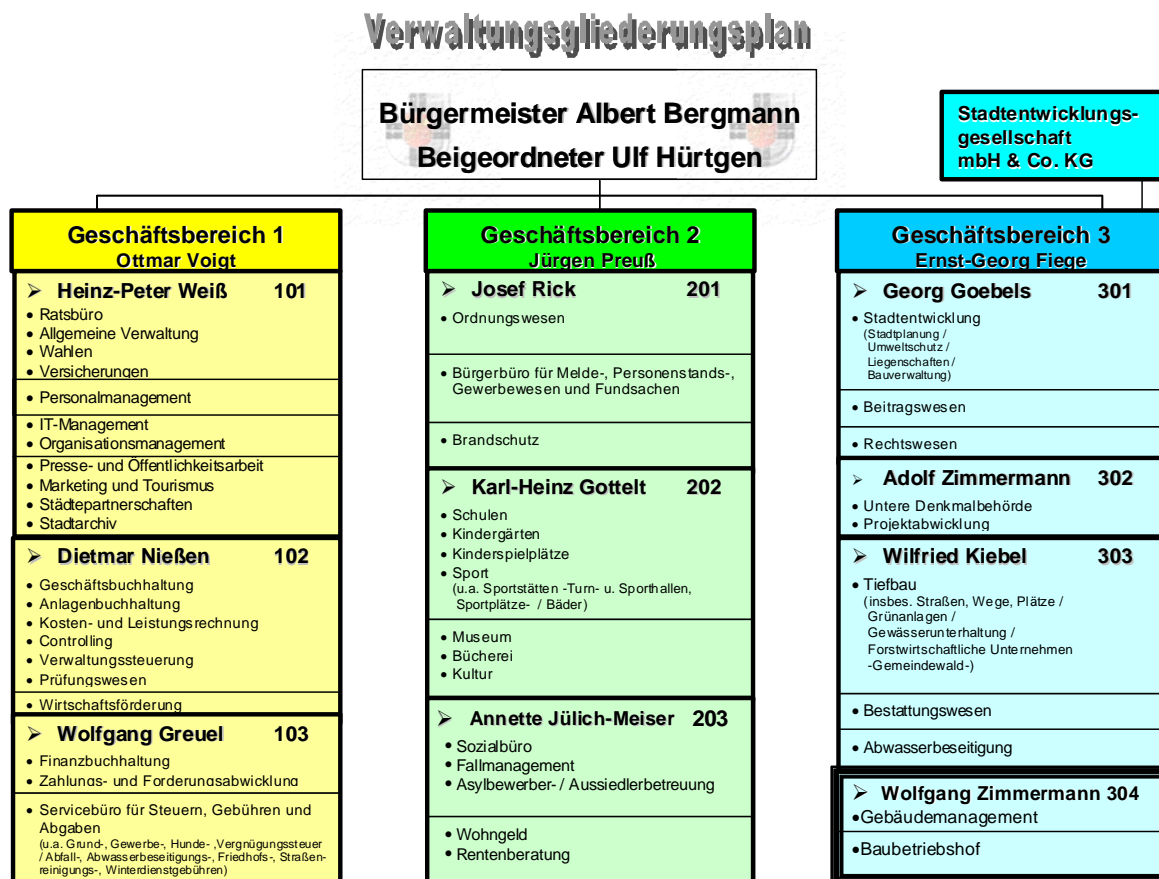 Verwaltungsgliederungsplan
Bürgermeister Albert Bergmann
Beigeordneter Ulf Hürtgen
Stadtentwicklungs-
gesellschaft
mbH & Co. KG
Geschäftsbereich 1
Ottmar Voigt
➢ Heinz-Peter Weiß 101
• Ratsbüro
• Allgemeine Verwaltung
• Wahlen
• Versicherungen
• Personalmanagement
• IT-Management
• Organisationsmanagement
• Presse- und Öffentlichkeitsarbeit
• Marketing und Tourismus
• Städtepartnerschaften
• Stadtarchiv
➢ Dietmar Nießen 102
• Geschäftsbuchhaltung
• Anlagenbuchhaltung
• Kosten- und Leistungsrechnung
• Controlling
• Verwaltungssteuerung
• Prüfungswesen
• Wirtschaftsförderung
➢ Wolfgang Greuel 103
• Finanzbuchhaltung
• Zahlungs- und Forderungsabwicklung
• Servicebüro für Steuern, Gebühren und
Abgaben
(u.a. Grund-, Gewerbe-, Hunde- ,Vergnügungssteuer
/ Abfall-, Abwasserbeseitigungs-, Friedhofs-, Straßen-
reinigungs-, Winterdienstgebühren)
Geschäftsbereich 2
Jürgen Preuß
➢ Josef Rick 201
• Ordnungswesen
• Bürgerbüro für Melde-, Personenstands-,
Gewerbewesen und Fundsachen
• Brandschutz
➢ Karl-Heinz Gottelt 202
• Schulen
• Kindergärten
• Kinderspielplätze
• Sport
(u.a. Sportstätten -Turn- u. Sporthallen,
Sportplätze- / Bäder)
• Museum
• Bücherei
• Kultur
➢ Annette Jülich-Meiser 203
• Sozialbüro
• Fallmanagement
• Asylbewerber- / Aussiedlerbetreuung
• Wohngeld
• Rentenberatung
Geschäftsbereich 3
Ernst-Georg Fiege
➢ Georg Goebels 301
• Stadtentwicklung
(Stadtplanung /
Umweltschutz /
Liegenschaften /
Bauverwaltung)
• Beitragswesen
• Rechtswesen
➢ Adolf Zimmermann 302
• Untere Denkmalbehörde
• Projektabwicklung
➢ Wilfried Kiebel 303
• Tiefbau
(insbes. Straßen, Wege, Plätze /
Grünanlagen /
Gewässerunterhaltung /
Forstwirtschaftliche Unternehmen
-Gemeindewald-)
• Bestattungswesen
• Abwasserbeseitigung
➢ Wolfgang Zimmermann 304
•Gebäudemanagement
•Baubetriebshof